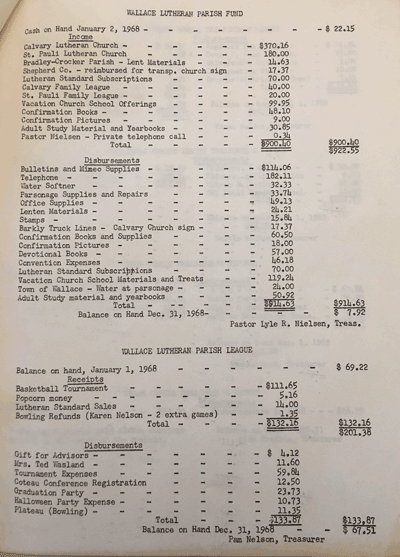 WALLACE LUTHERAN PARISH FUND
Cash on Hand January 2, 1968 - - - - - - - - $ 22.15
Income
Calvary Lutheran Church - - - - - - $370.16
St. Pauli Lutheran Church - - - - - 180.00
Bradley-Crocker Parish - Lent Materials - - - 14.63
Shepherd Co. - reimbursed for transp. church sign - 17.37
Lutheran Standard Subscriptions - - - - 70.00
Calvary Family League - - - - - - 40.00
St. Pauli Family League - - - - - - 20.00
Vacation Church School Offerings - - - - 99.95
Confirmation Books - - - - - - 48.10
Confirmation Pictures - - - - - - 9.00
Adult Study Material and Yearbooks - - - - 30.85
Pastor Nielsen - Private telephone call - - - 0.34
Total - - - - - $900.40 $900.40
$922.55
Disbursements
Bulletins and Mimeo Supplies - - - - - $114.06
Telephone - - - - - - - - 182.11
Water Softner - - - - - - - 32.33
Parsonage Supplies and Repairs - - - - 33.74
Office Supplies - - - - - - - 49.13
Lenten Materials - - - - - - - 24.21
Stamps - - - - - - - - 15.84
Barkly Truck Lines - Calvary Church sign - - - 17.37
Confirmation Books and Supplies - - - - 60.50
Confirmation Pictures - - - - - - 18.00
Devotional Books - - - - - - - 57.00
Convention Expenses - - - - - - 46.18
Lutheran Standard Subscriptions - - - - 70.00
Vacation Church School Materials and Treats - - 119.24
Town of Wallace - Water at parsonage - - - - 24.00
Adult Study material and yearbooks - - - - 50.92
Total - - - - - $914.63 $914.63
Balance on Hand Dec. 31, 1968- - - - - $ 7.92
Pastor Lyle R. Nielsen, Treas.
WALLACE LUTHERAN PARISH LEAGUE
Balance on hand, January 1, 1968 - - - - - - - $ 69.22
Receipts
Basketball Tournament - - - - - - $111.65
Popcorn money - - - - - - - 5.16
Lutheran Standard Sales - - - - - - 14.00
Bowling Refunds (Karen Nelson - 2 extra games) - - 1.35
Total - - - - $132.16 $132.16
$201.38
Disbursements
Gift for Advisors - - - - - - $ 4.12
Mrs. Ted Wasland - - - - - - 11.60
Tournament Expenses - - - - - - 59.84
Coteau Conference Registration - - - - 12.50
Graduation Party - - - - - - 23.73
Halloween Party Expense - - - - - 10.73
Plateau (Bowling) - - - - - - 11.35
Total - - - - $133.87 $133.87
Balance on Hand Dec. 31, 1968 - - - - $ 67.51
Pam Nelson, Treasurer